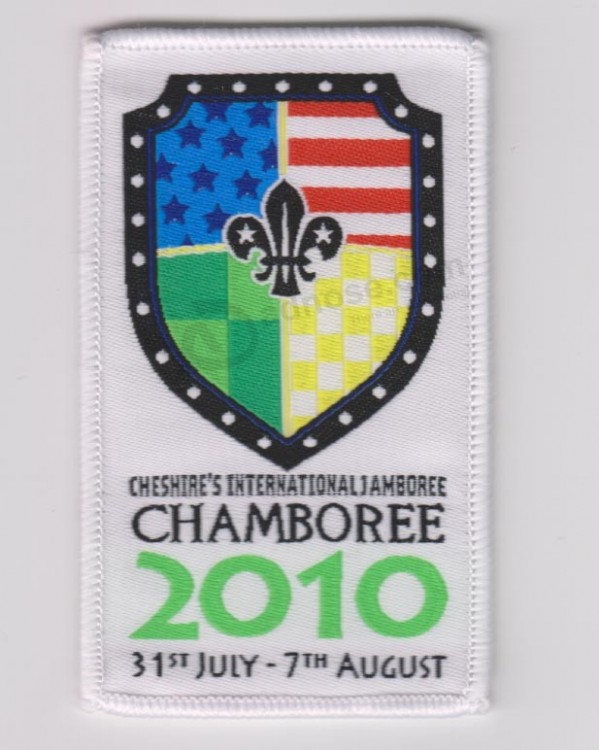 CHESHIRE'S INTERNATIONAL JAMBOREE
CHAMBOREE
2010
31ST JULY - 7TH AUGUST